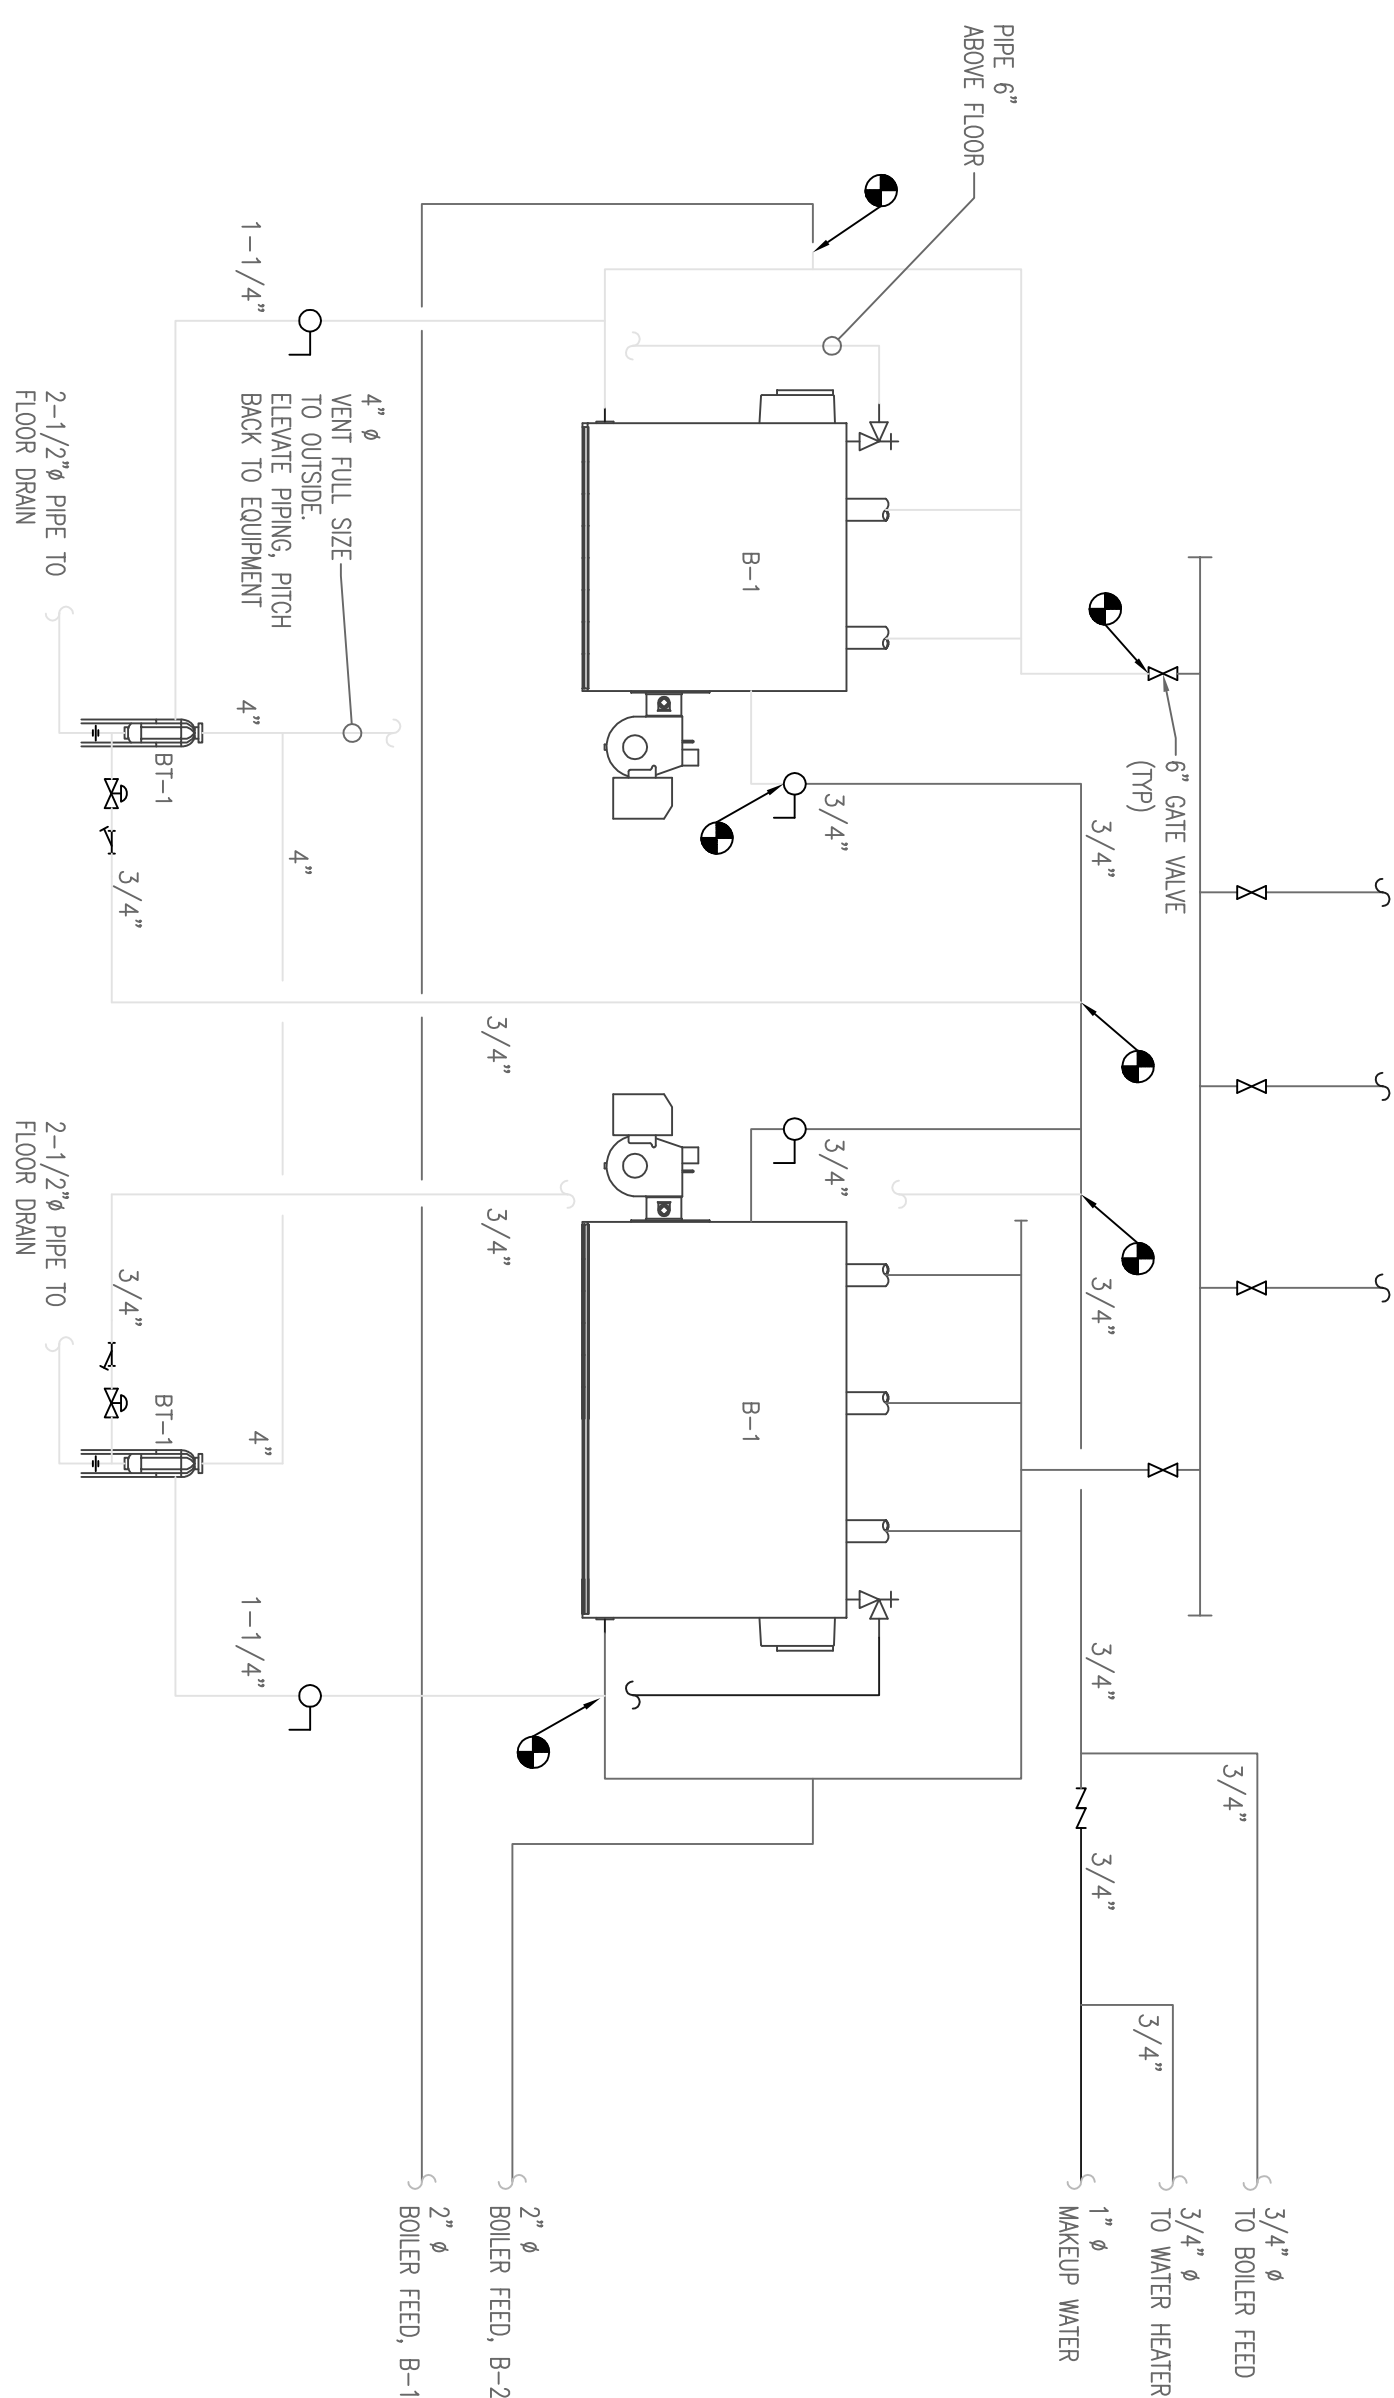 PIPE 6"
ABOVE FLOOR
6" GATE VALVE
(TYP)
3/4"
3/4"
B-1
1-1/4"
4" ø
VENT FULL SIZE
TO OUTSIDE.
ELEVATE PIPING, PITCH
BACK TO EQUIPMENT
2-1/2"ø PIPE TO
FLOOR DRAIN
4"
BT-1
4"
3/4"
3/4"
3/4"
3/4"
3/4"
B-1
2-1/2"ø PIPE TO
FLOOR DRAIN
3/4"
BT-1
4"
1-1/4"
3/4"
3/4"
3/4"
3/4"
3/4" ø
TO BOILER FEED
3/4" ø
TO WATER HEATER
1" ø
MAKEUP WATER
2" ø
BOILER FEED, B-2
2" ø
BOILER FEED, B-1